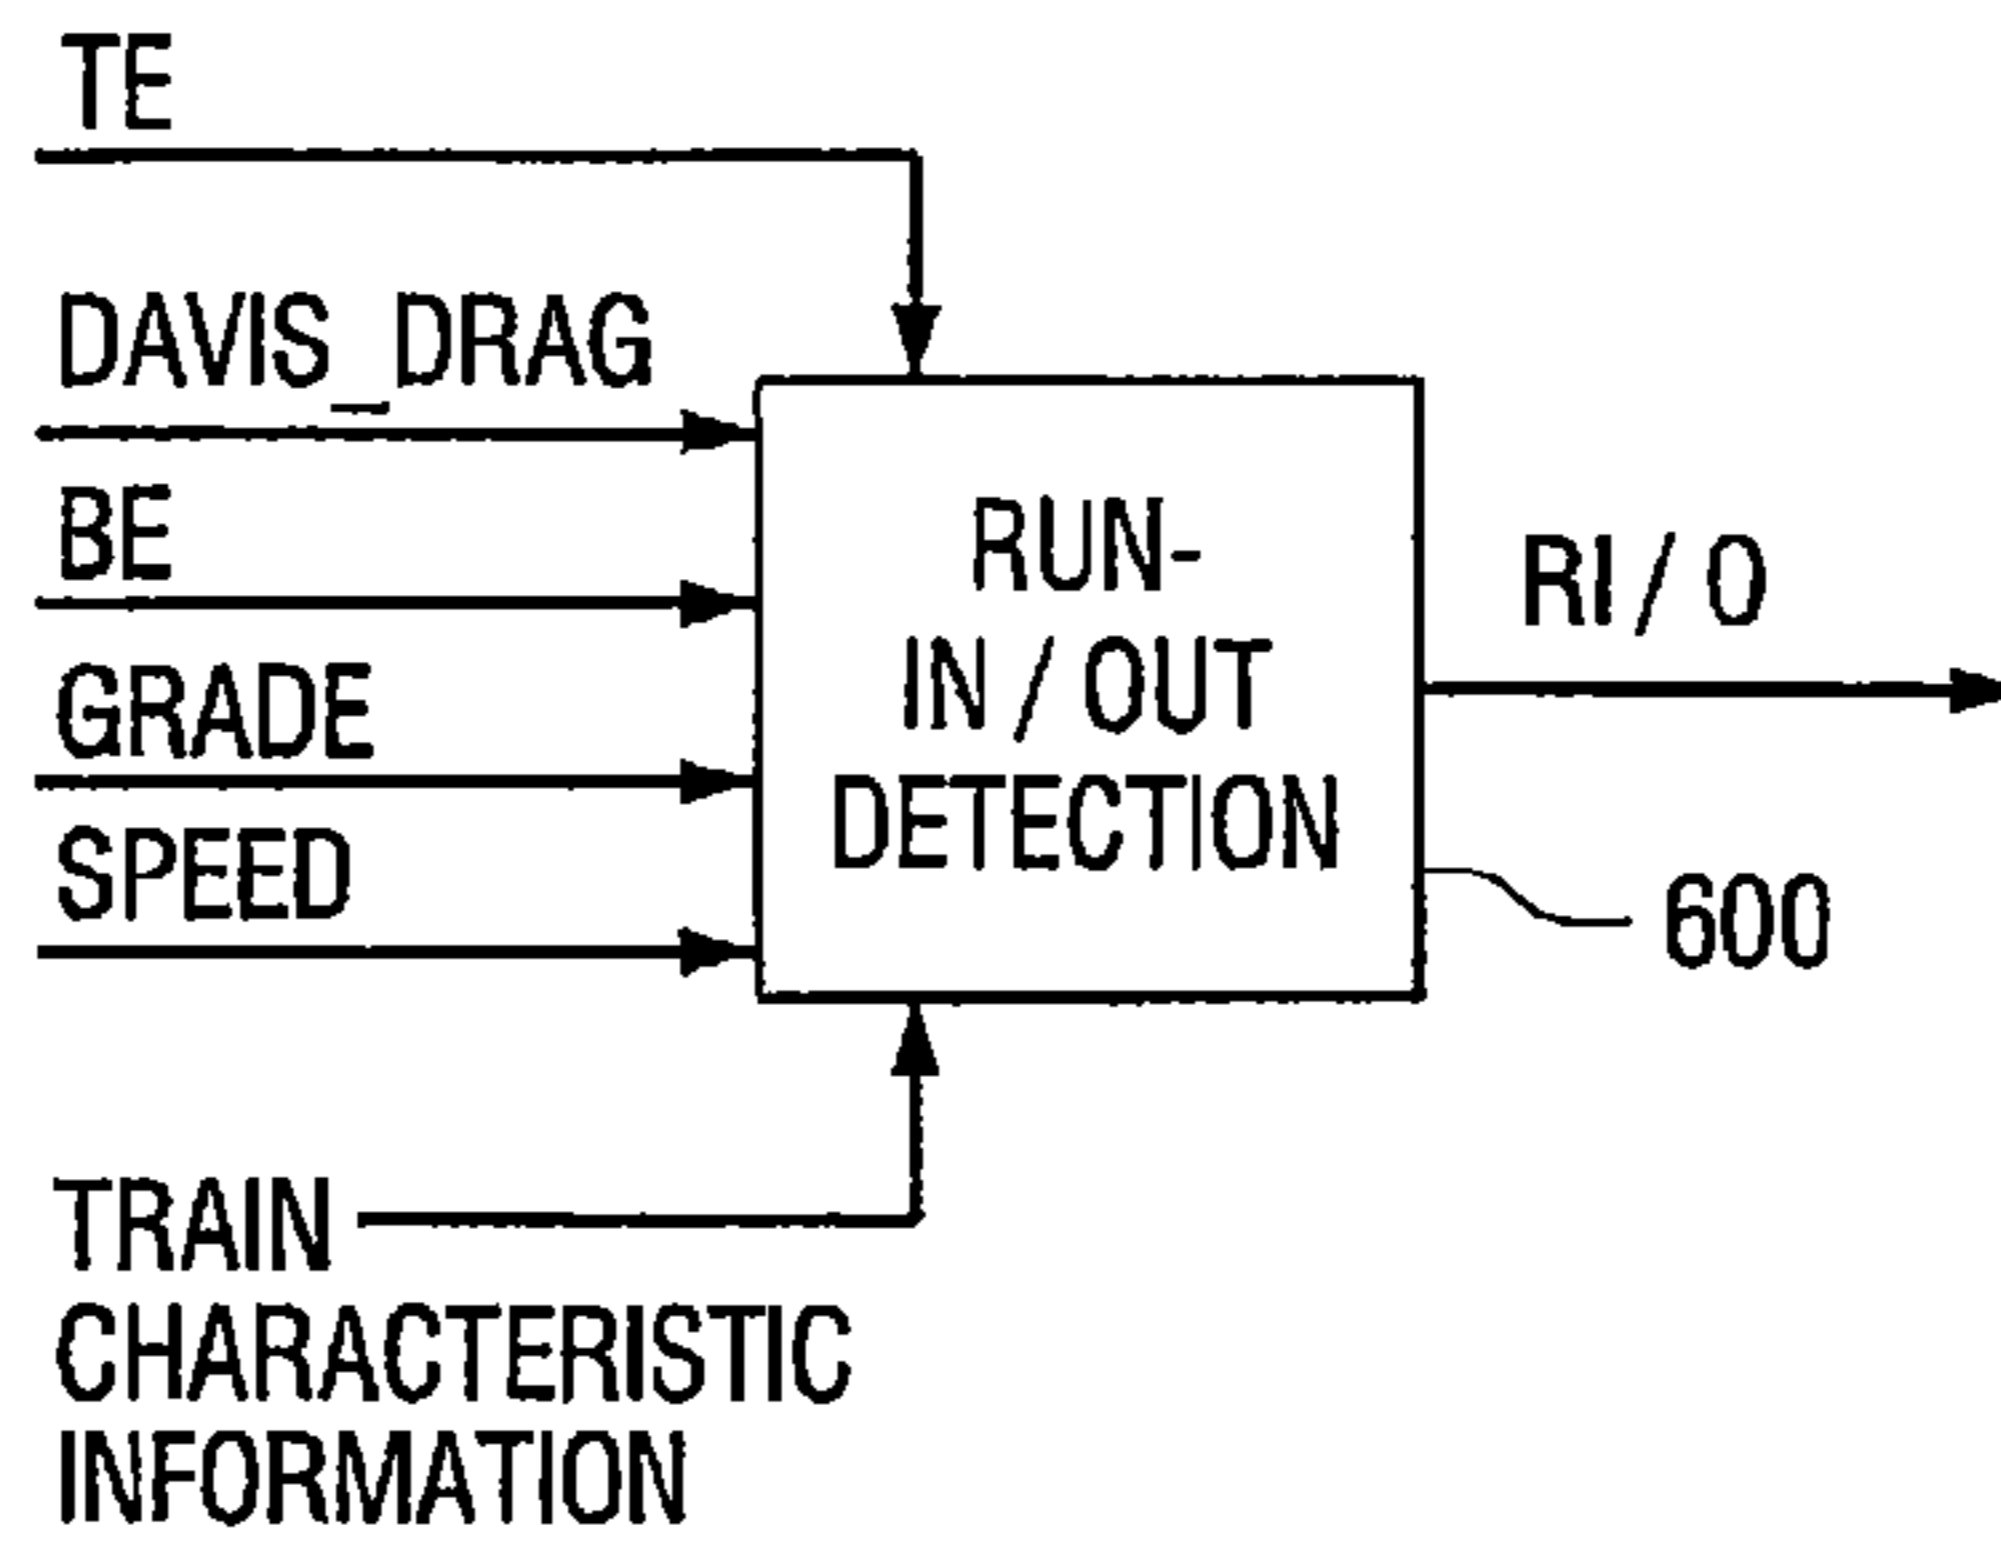 TE
DAVIS_DRAG
BE
GRADE
SPEED
RUN-
IN / OUT
DETECTION
RI / O
600
TRAIN
CHARACTERISTIC
INFORMATION